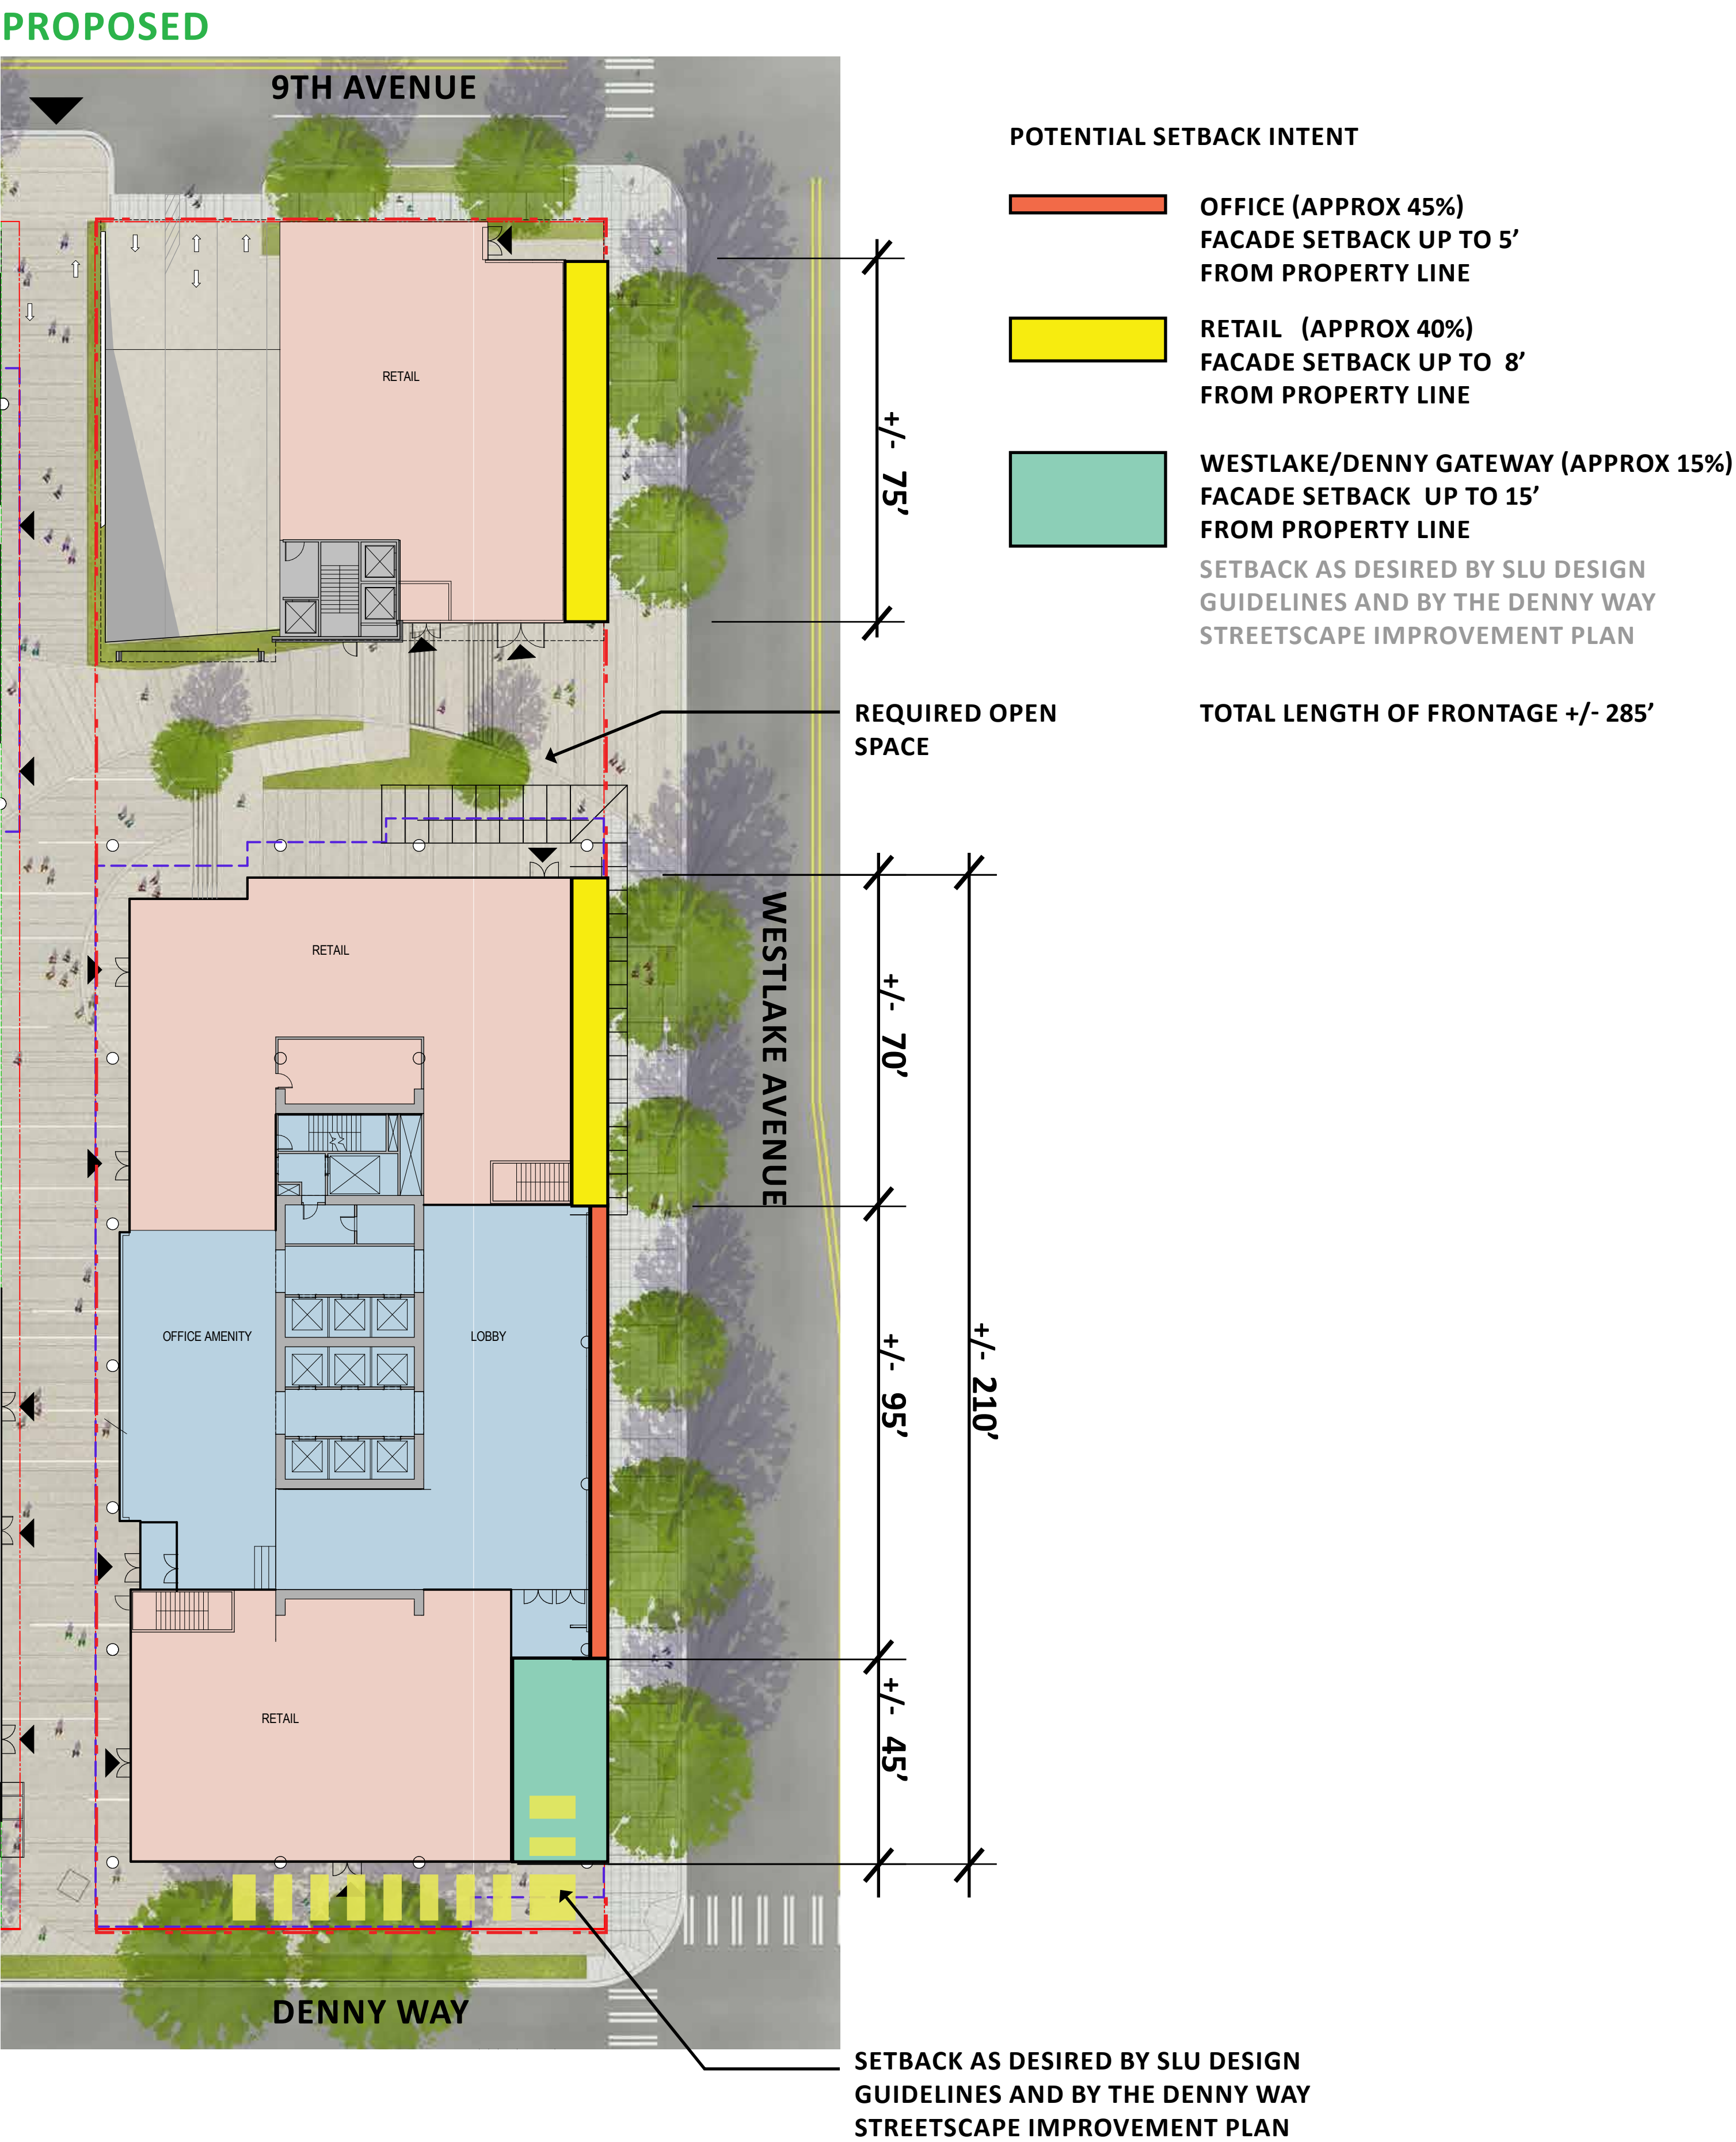 PROPOSED
9TH AVENUE
POTENTIAL SETBACK INTENT
OFFICE (APPROX 45%)
FACADE SETBACK UP TO 5’
FROM PROPERTY LINE
RETAIL (APPROX 40%)
FACADE SETBACK UP TO 8’
FROM PROPERTY LINE
WESTLAKE/DENNY GATEWAY (APPROX 15%)
FACADE SETBACK UP TO 15’
FROM PROPERTY LINE
SETBACK AS DESIRED BY SLU DESIGN
GUIDELINES AND BY THE DENNY WAY
STREETSCAPE IMPROVEMENT PLAN
TOTAL LENGTH OF FRONTAGE +/- 285’
RETAIL
+/- 75’
REQUIRED OPEN
SPACE
RETAIL
WESTLAKE AVENUE
+/- 70’
OFFICE AMENITY
LOBBY
+/- 95’
+/- 210’
RETAIL
+/- 45’
DENNY WAY
SETBACK AS DESIRED BY SLU DESIGN
GUIDELINES AND BY THE DENNY WAY
STREETSCAPE IMPROVEMENT PLAN